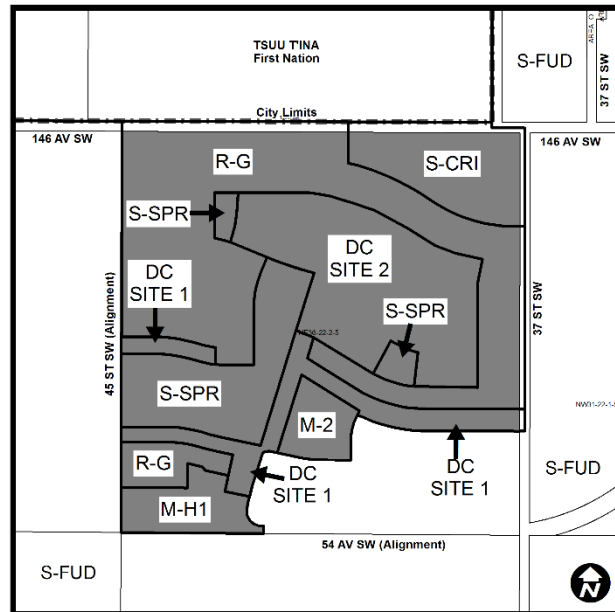 TSUU T'INA
First Nation
S-FUD
37 ST SW
City Limits
146 AV SW
146 AV SW
R-G
S-CRI
S-SPR
DC
SITE 2
DC
SITE 1
S-SPR
45 ST SW (Alignment)
37 ST SW
S-SPR
M-2
R-G
DC
SITE 1
DC
SITE 1
S-FUD
M-H1
54 AV SW (Alignment)
S-FUD
N